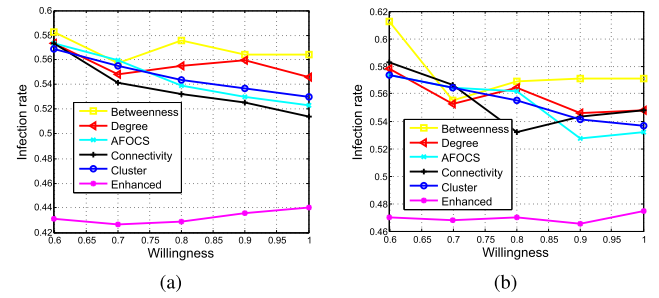 0.6
0.58
0.56
0.54
0.52
0.5
0.48
0.46
0.44
0.42
Infection rate
Betweenness
Degree
AFOCS
Connectivity
Cluster
Enhanced
0.6 0.65 0.7 0.75 0.8 0.85 0.9 0.95 1
Willingness
(a)
0.62
0.6
0.58
0.56
0.54
0.52
0.5
0.48
0.46
Infection rate
Betweenness
Degree
AFOCS
Connectivity
Cluster
Enhanced
0.6 0.65 0.7 0.75 0.8 0.85 0.9 0.95 1
Willingness
(b)